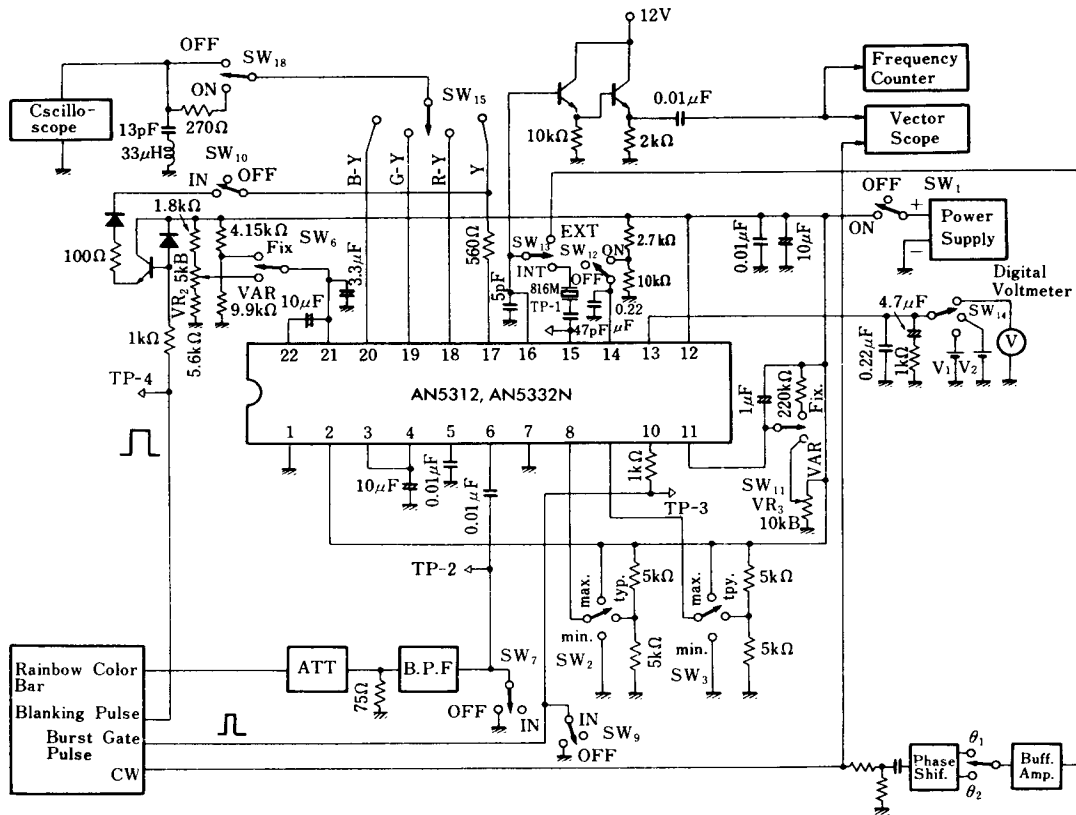 OFF
SW18
ON
Cscillo-
scope
270Ω
13pF
33μH
SW10
IN
OFF
SW15
B-Y
G-Y
R-Y
Y
12V
10kΩ
2kΩ
0.01μF
Frequency
Counter
Vector
Scope
1.8kΩ
100Ω
5kB
VR2
5.6kΩ
4.15kΩ
SW6
Fix
VAR
9.9kΩ
10μF
3.3μF
560Ω
5pF
SW13
EXT
INT
SW12
ON
OFF
816M
TP-1
47pF
0.22
μF
2.7kΩ
10kΩ
0.01μF
10μF
OFF
SW1
ON
+
−
Power
Supply
Digital
Voltmeter
4.7μF
SW14
V
0.22μF
1kΩ
V1
V2
1kΩ
TP-4
22 21 20 19 18 17 16 15 14 13 12
AN5312, AN5332N
1 2 3 4 5 6 7 8 10 11
10μF
0.01μF
0.01μF
1kΩ
TP-3
1μF
220kΩ
Fix.
VAR
SW11
VR3
10kB
TP-2
max.
typ.
min.
SW2
5kΩ
5kΩ
max.
tpy.
min.
SW3
5kΩ
5kΩ
Rainbow Color
Bar
Blanking Pulse
Burst Gate
Pulse
CW
ATT
75Ω
B.P.F
SW7
OFF
IN
IN
SW9
OFF
Phase
Shif.
θ1
θ2
Buff.
Amp.